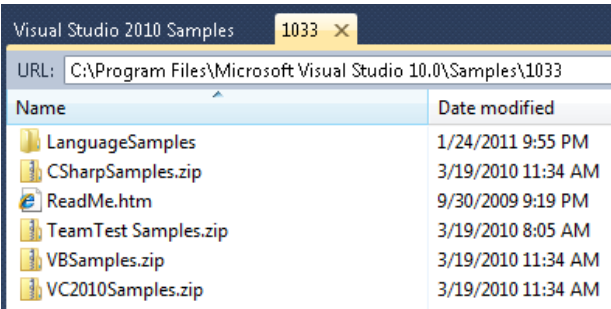 Visual Studio 2010 Samples 1033
URL: C:\Program Files\Microsoft Visual Studio 10.0\Samples\1033
Name Date modified
LanguageSamples 1/24/2011 9:55 PM
CSharpSamples.zip 3/19/2010 11:34 AM
ReadMe.htm 9/30/2009 9:19 PM
TeamTest Samples.zip 3/19/2010 8:05 AM
VBSamples.zip 3/19/2010 11:34 AM
VC2010Samples.zip 3/19/2010 11:34 AM